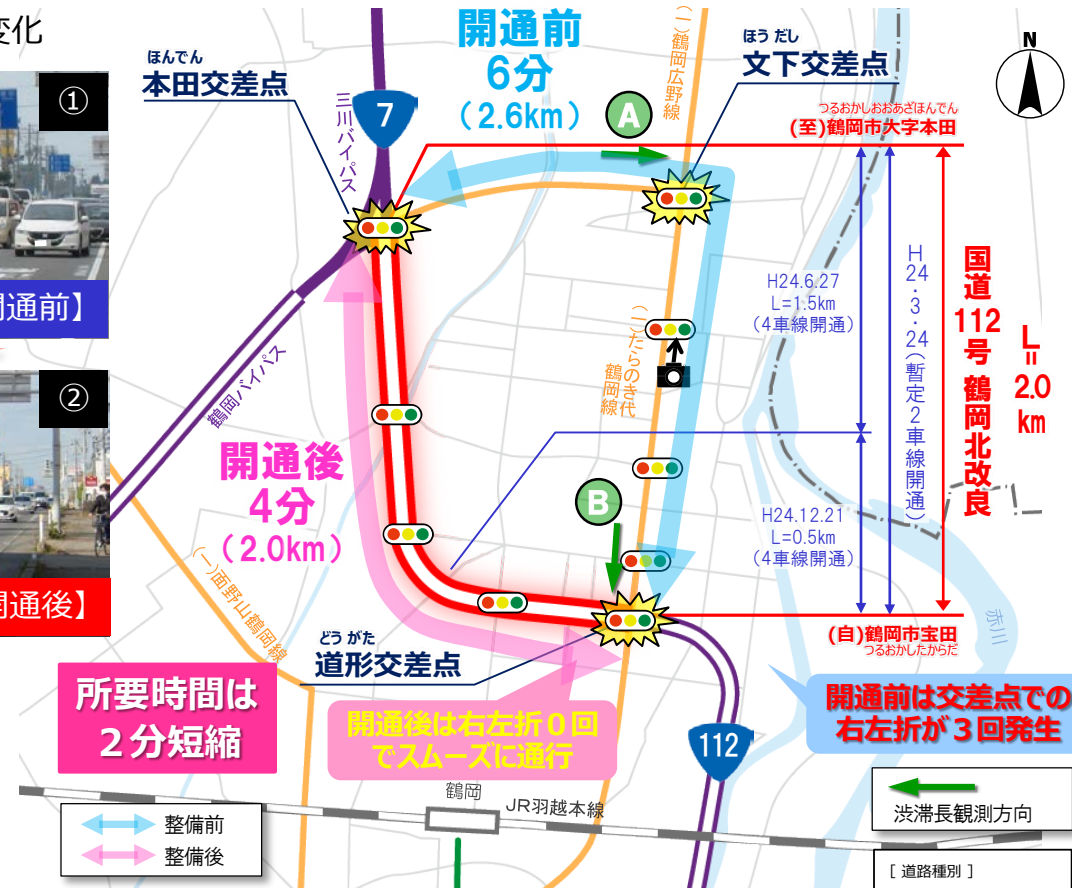 変化
①
開通前】
②
開通後】
開通前
6分
(2.6km)
ほんでん
本田交差点
ほうだし
文下交差点
N
(一)鶴岡広野線
三川バイパス
7
A
つるおかしおおあざほんでん
(至)鶴岡市大字本田
H24.6.27
L=1.5km
(4車線開通)
H24・3・24(暫定2車線開通)
国道112号 鶴岡北改良
L=2.0km
(一)たらのき代
鶴岡線
鶴岡バイパス
開通後
4分
(2.0km)
B
H24.12.21
L=0.5km
(4車線開通)
(一)面野山鶴岡線
赤川
(自)鶴岡市宝田
つるおかしたからだ
どうがた
道形交差点
所要時間は
2分短縮
開通後は右左折0回
でスムーズに通行
開通前は交差点での
右左折が3回発生
112
鶴岡
JR羽越本線
整備前
整備後
渋滞長観測方向
[ 道路種別 ]